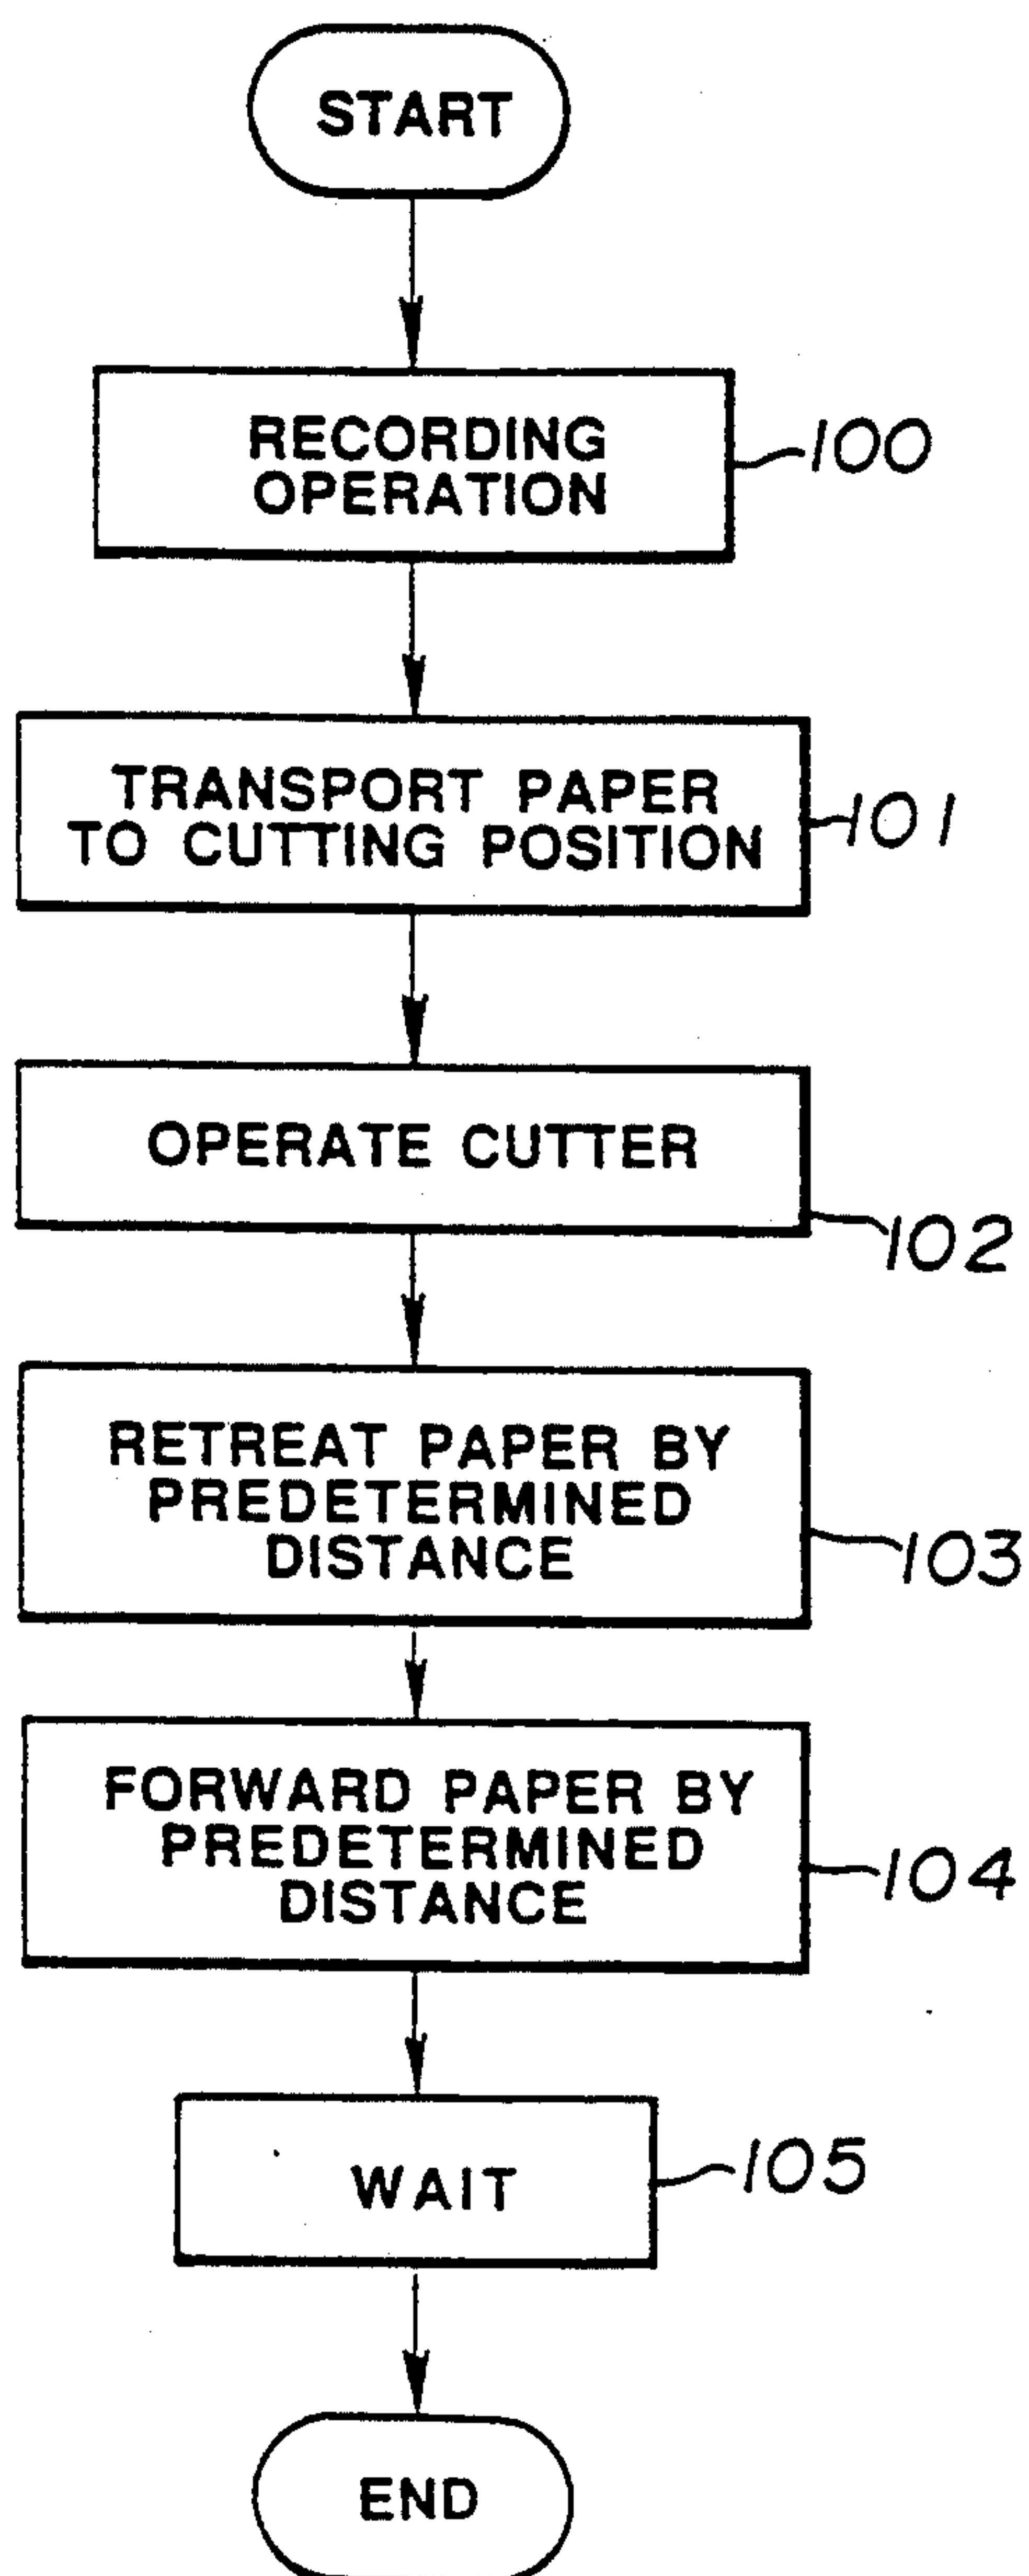 START
RECORDING
OPERATION
100
TRANSPORT PAPER
TO CUTTING POSITION
101
OPERATE CUTTER
102
RETREAT PAPER BY
PREDETERMINED
DISTANCE
103
FORWARD PAPER BY
PREDETERMINED
DISTANCE
104
WAIT
105
END